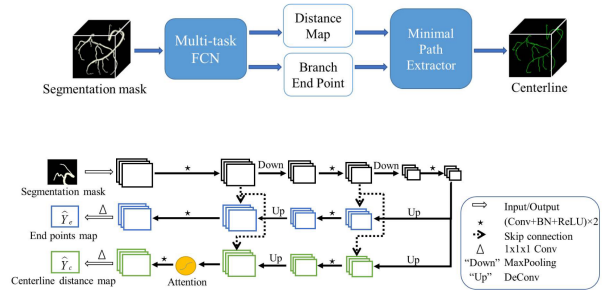 Segmentation mask
Multi-task
FCN
Distance
Map
Branch
End Point
Minimal
Path
Extractor
Centerline
Segmentation mask
★
Down
★
Down
★
Ŷe
End points map
Δ
★
Up
★
Up
Ŷc
Centerline distance map
Δ
★
Attention
Up
★
Up
Input/Output
★ (Conv+BN+ReLU)×2
Skip connection
Δ 1x1x1 Conv
“Down” MaxPooling
“Up” DeConv